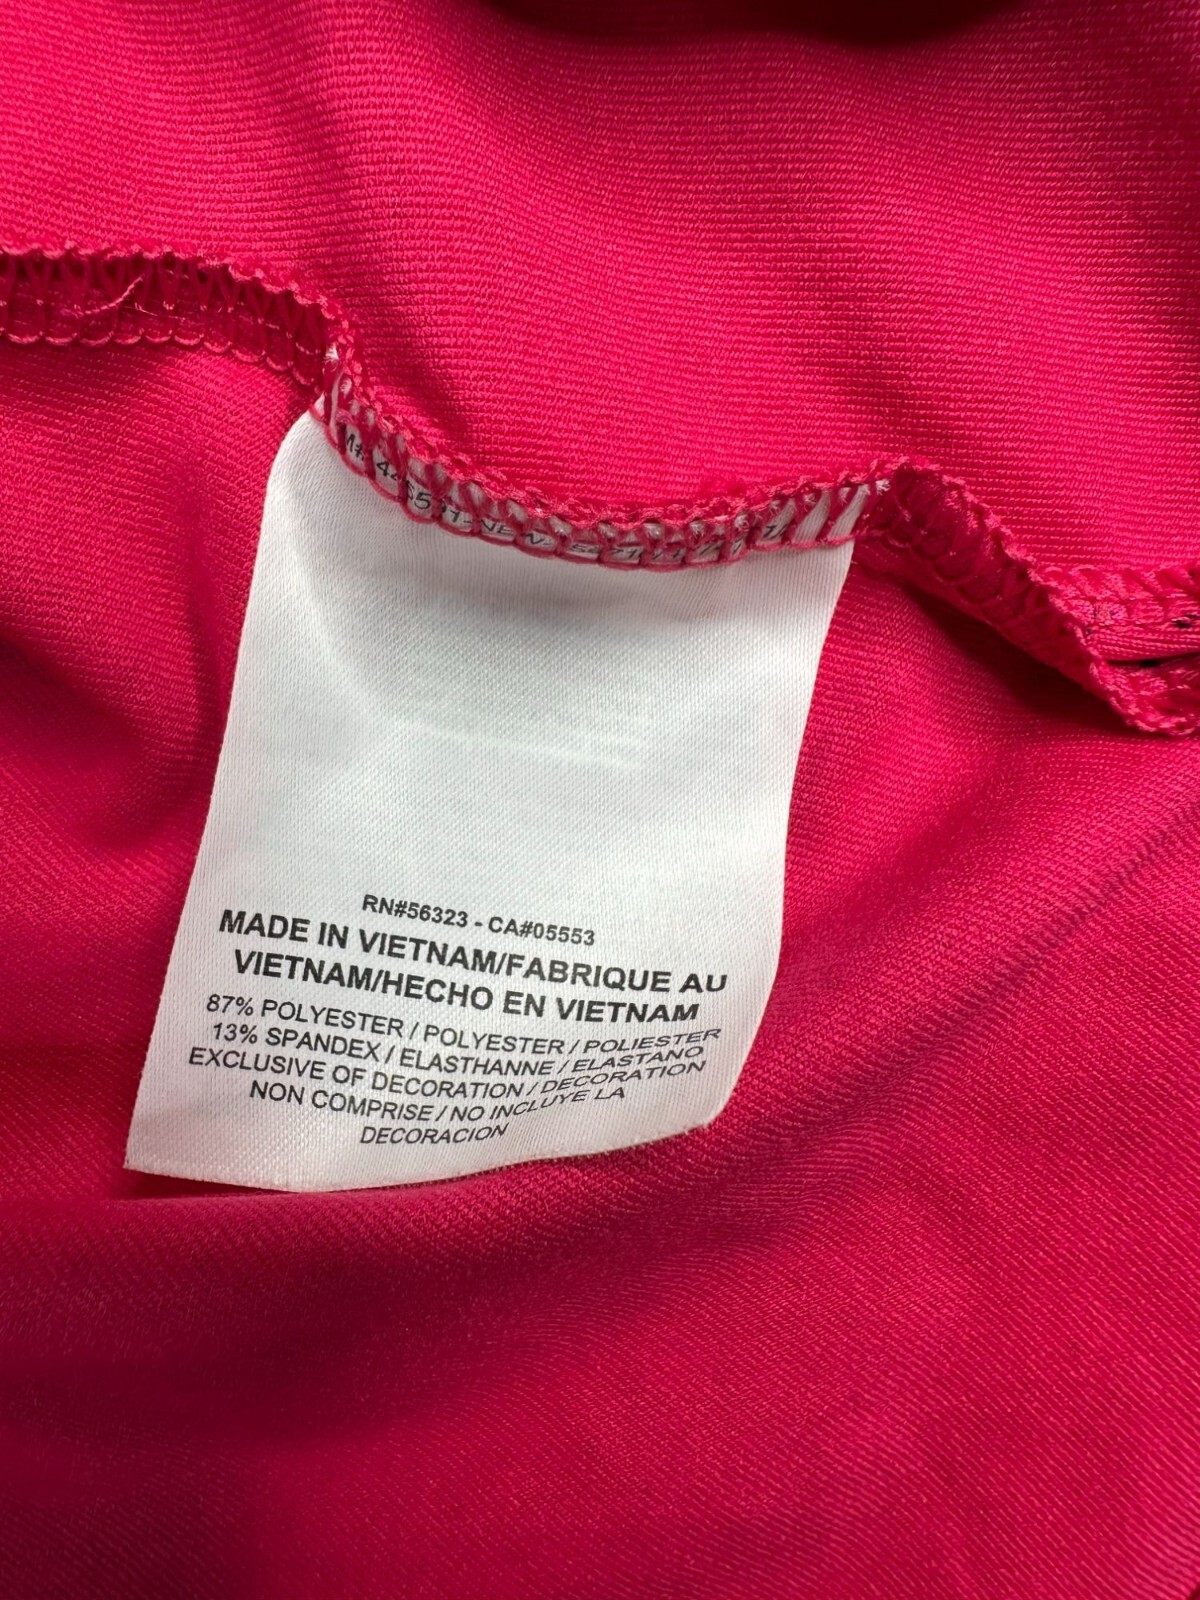 RN#56323 - CA#05553
MADE IN VIETNAM/FABRIQUE AU
VIETNAM/HECHO EN VIETNAM
87% POLYESTER / POLYESTER / POLIESTER
13% SPANDEX / ELASTHANNE / ELASTANO
EXCLUSIVE OF DECORATION / DECORATION
NON COMPRISE / NO INCLUYE LA
DECORACION